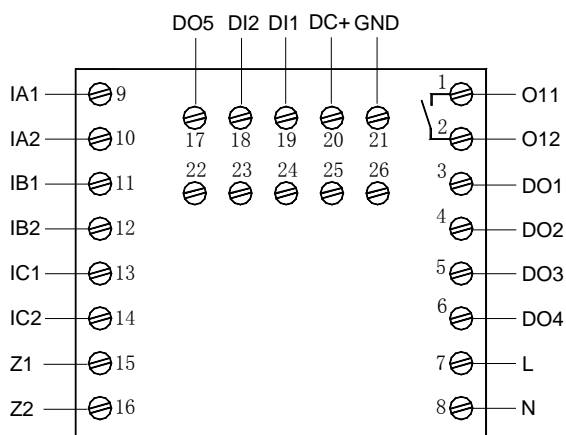 DO5 DI2 DI1 DC+ GND
IA1 9 1 O11
17 18 19 20 21
IA2 10 2 O12
22 23 24 25 26
IB1 11 3 DO1
IB2 12 4 DO2
IC1 13 5 DO3
IC2 14 6 DO4
Z1 15 7 L
Z2 16 8 N